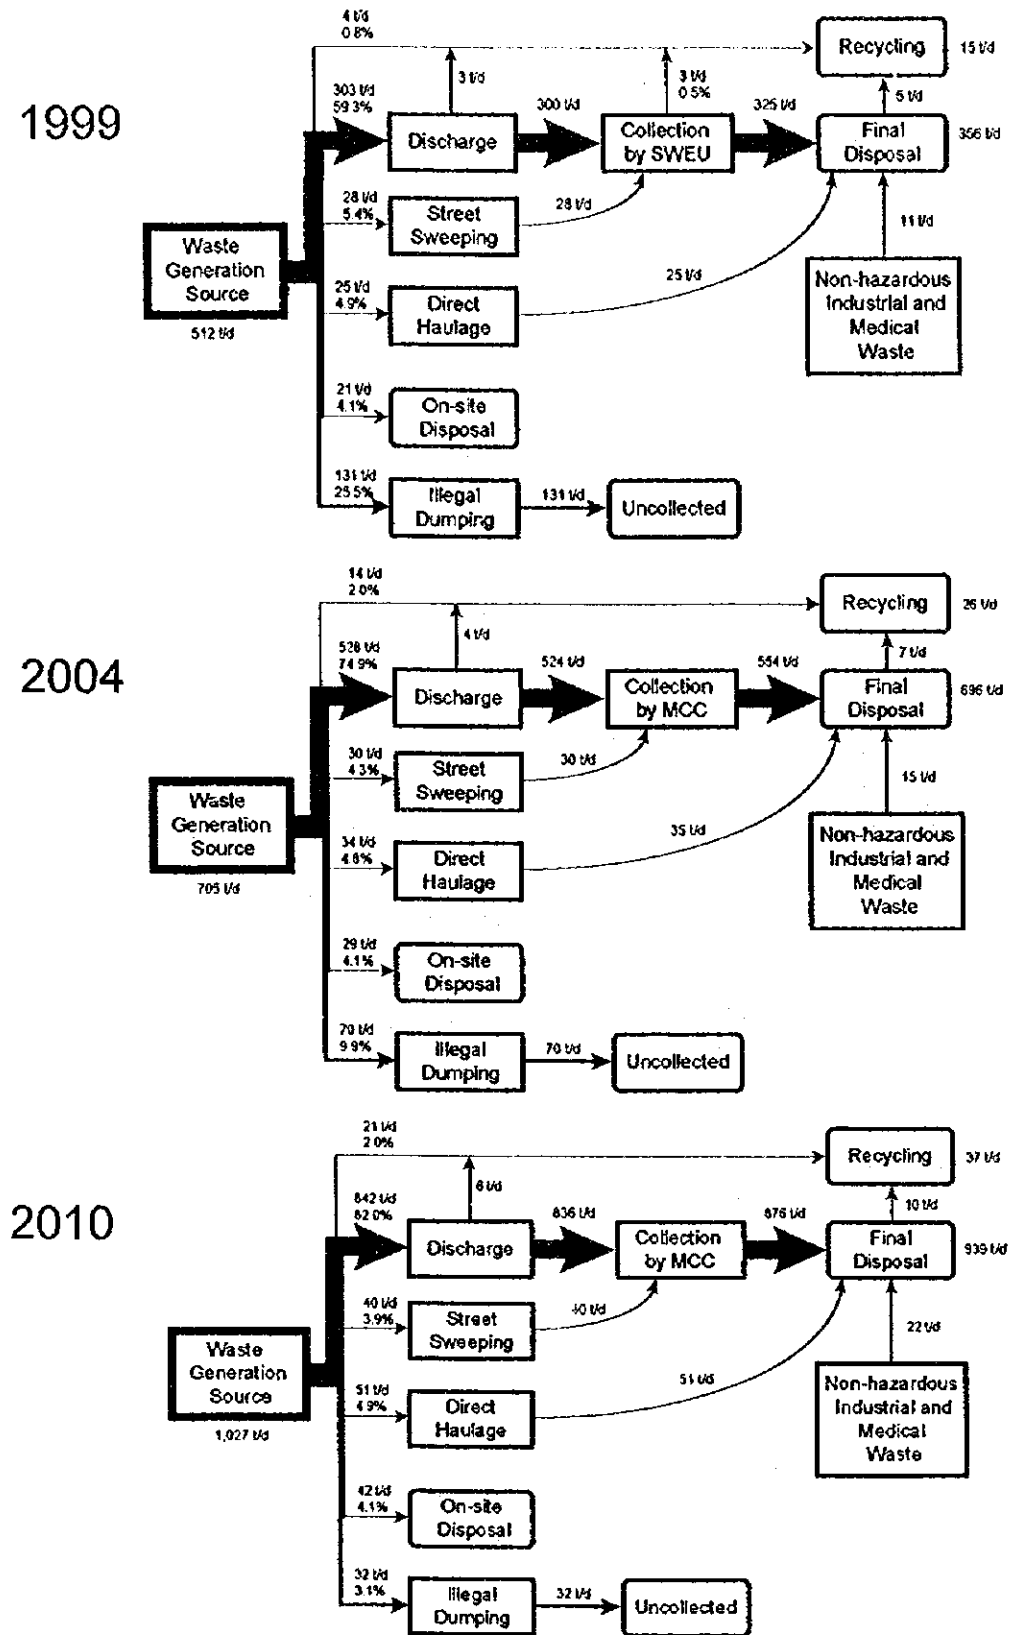 1999
4 t/d
0.8%
Recycling
15 t/d
3 t/d
3 t/d
0.5%
5 t/d
303 t/d
59.3%
Discharge
300 t/d
Collection
by SWEU
325 t/d
Final
Disposal
356 t/d
28 t/d
5.4%
Street
Sweeping
28 t/d
11 t/d
Waste
Generation
Source
512 t/d
25 t/d
4.9%
Direct
Haulage
25 t/d
Non-hazardous
Industrial and
Medical
Waste
21 t/d
4.1%
On-site
Disposal
131 t/d
25.5%
Illegal
Dumping
131 t/d
Uncollected
2004
14 t/d
2.0%
Recycling
26 t/d
4 t/d
7 t/d
528 t/d
74.9%
Discharge
524 t/d
Collection
by MCC
554 t/d
Final
Disposal
696 t/d
30 t/d
4.3%
Street
Sweeping
30 t/d
15 t/d
Waste
Generation
Source
705 t/d
34 t/d
4.8%
Direct
Haulage
35 t/d
Non-hazardous
Industrial and
Medical
Waste
29 t/d
4.1%
On-site
Disposal
70 t/d
9.9%
Illegal
Dumping
70 t/d
Uncollected
2010
21 t/d
2.0%
Recycling
37 t/d
6 t/d
10 t/d
842 t/d
82.0%
Discharge
836 t/d
Collection
by MCC
876 t/d
Final
Disposal
939 t/d
40 t/d
3.9%
Street
Sweeping
40 t/d
22 t/d
Waste
Generation
Source
1,027 t/d
51 t/d
4.9%
Direct
Haulage
51 t/d
Non-hazardous
Industrial and
Medical
Waste
42 t/d
4.1%
On-site
Disposal
32 t/d
3.1%
Illegal
Dumping
32 t/d
Uncollected